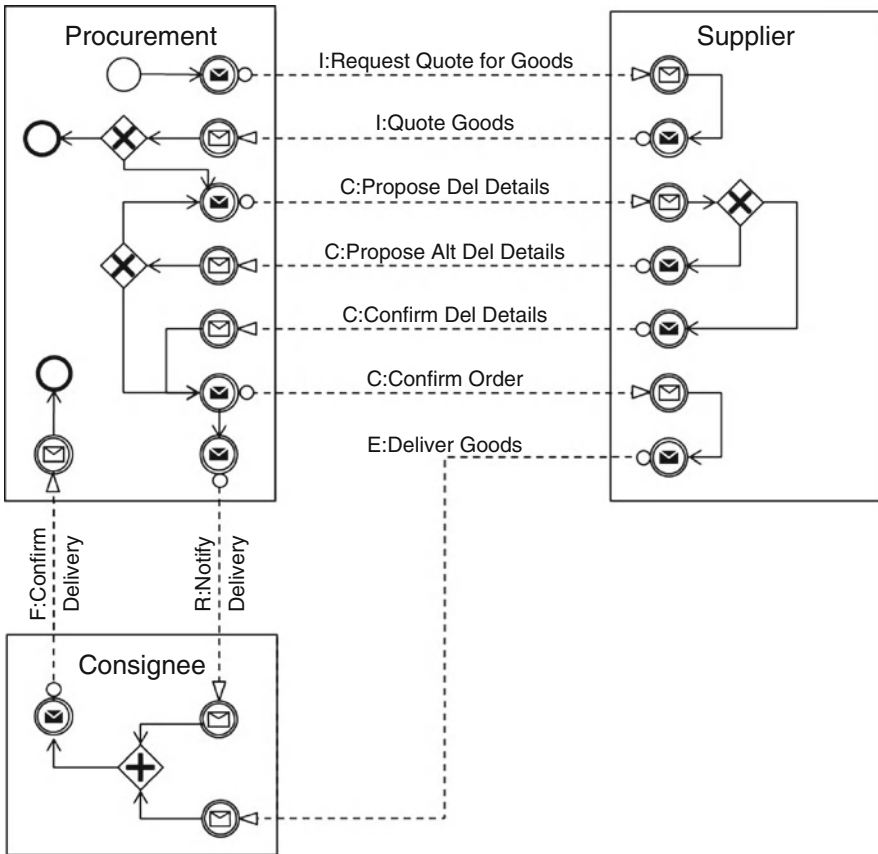 Procurement
Supplier
I:Request Quote for Goods
I:Quote Goods
C:Propose Del Details
C:Propose Alt Del Details
C:Confirm Del Details
C:Confirm Order
E:Deliver Goods
F:Confirm
Delivery
R:Notify
Delivery
Consignee